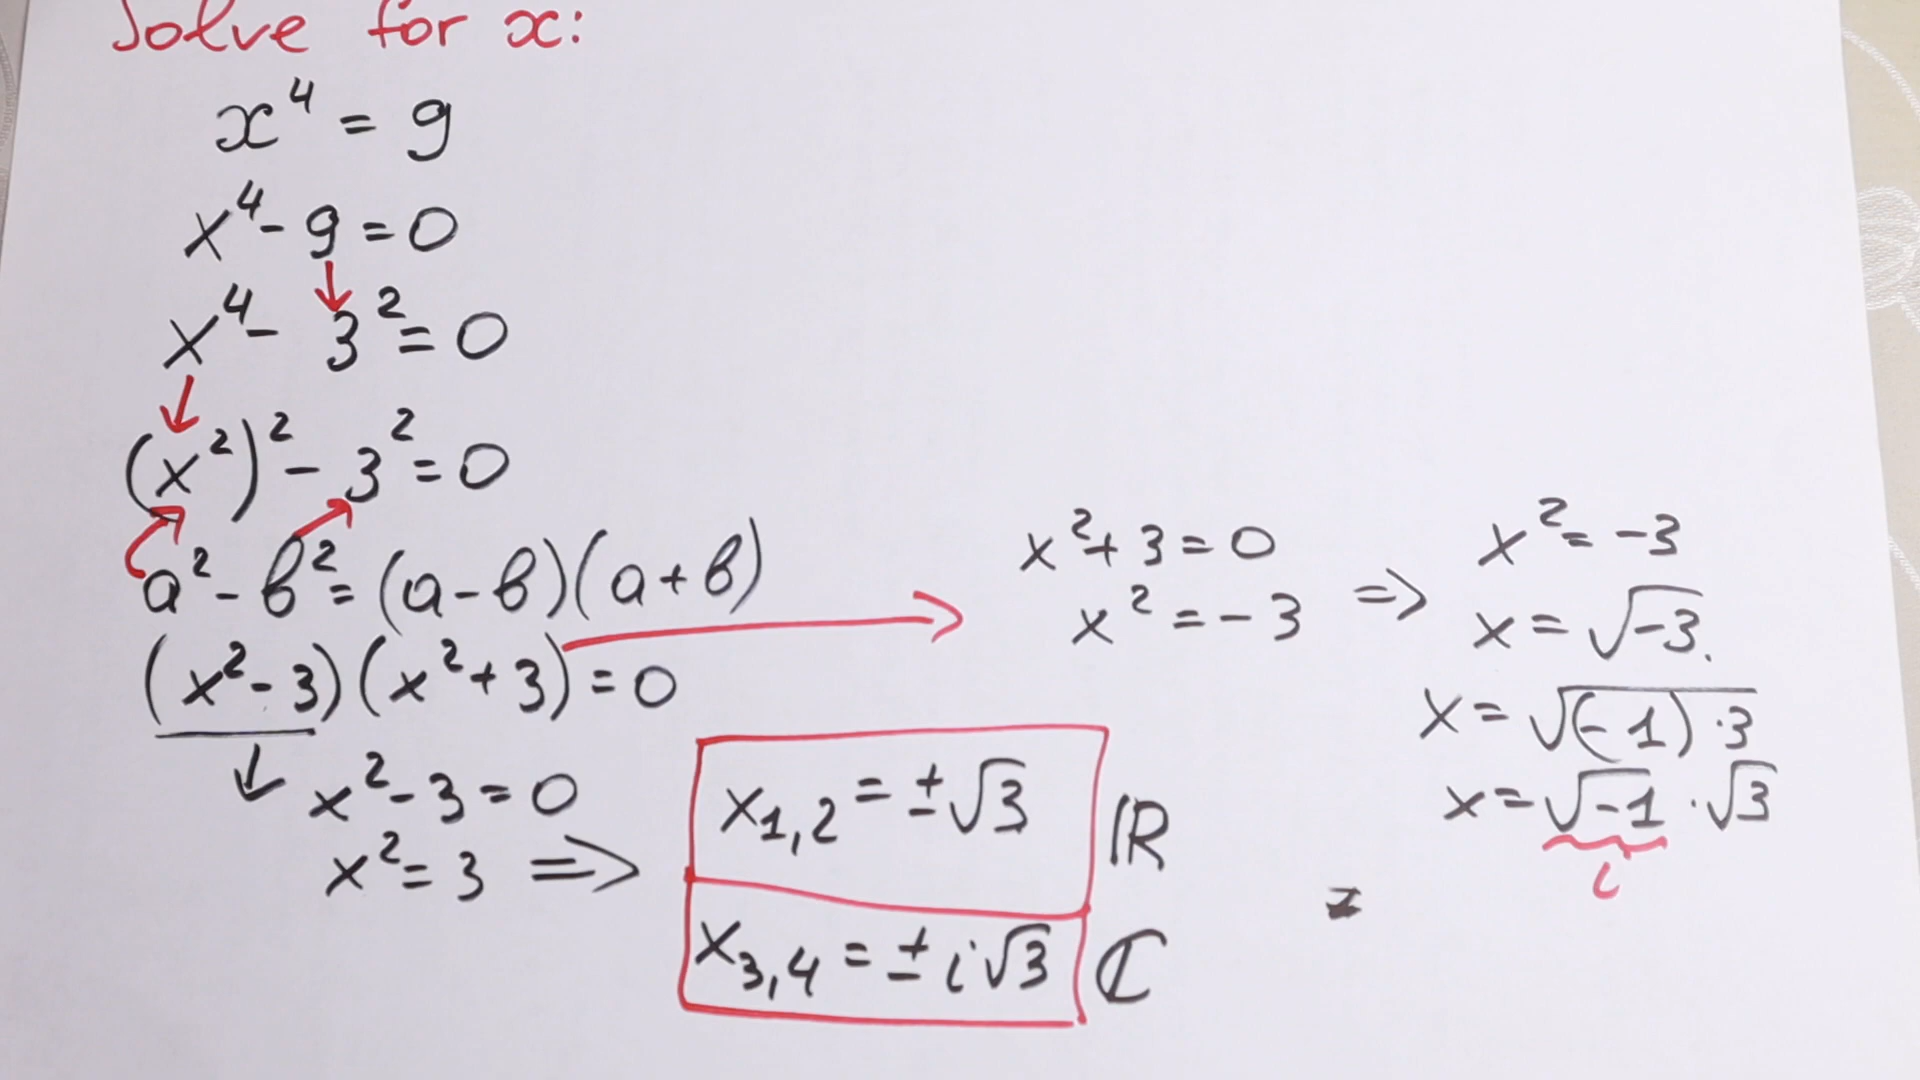 Solve for x:
x⁴ = 9
x⁴ - 9 = 0
x⁴ - 3² = 0
(x²)² - 3² = 0
a² - b² = (a - b)(a + b)
(x² - 3)(x² + 3) = 0
x² - 3 = 0
x² = 3 =>
x₁,₂ = ±√3 ℝ
x₃,₄ = ±i√3 ℂ
x² + 3 = 0
x² = -3 =>
x² = -3
x = √-3.
x = √(-1)·3
x = √-1 · √3
i